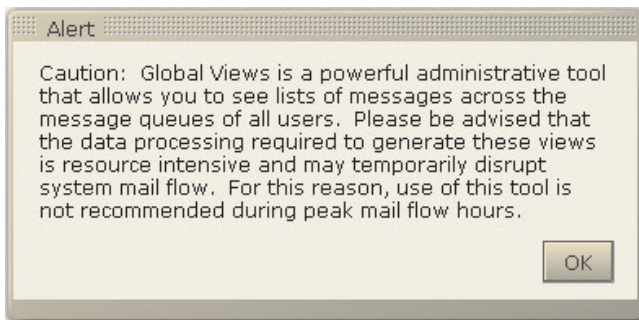 Alert
Caution:  Global Views is a powerful administrative tool
that allows you to see lists of messages across the
message queues of all users.  Please be advised that
the data processing required to generate these views
is resource intensive and may temporarily disrupt
system mail flow.  For this reason, use of this tool is
not recommended during peak mail flow hours.
OK